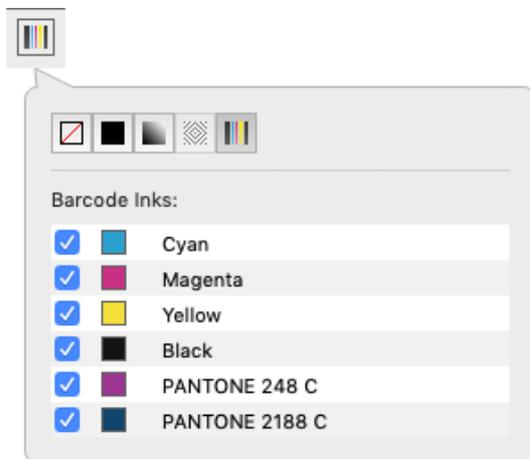 Barcode Inks:
Cyan
Magenta
Yellow
Black
PANTONE 248 C
PANTONE 2188 C